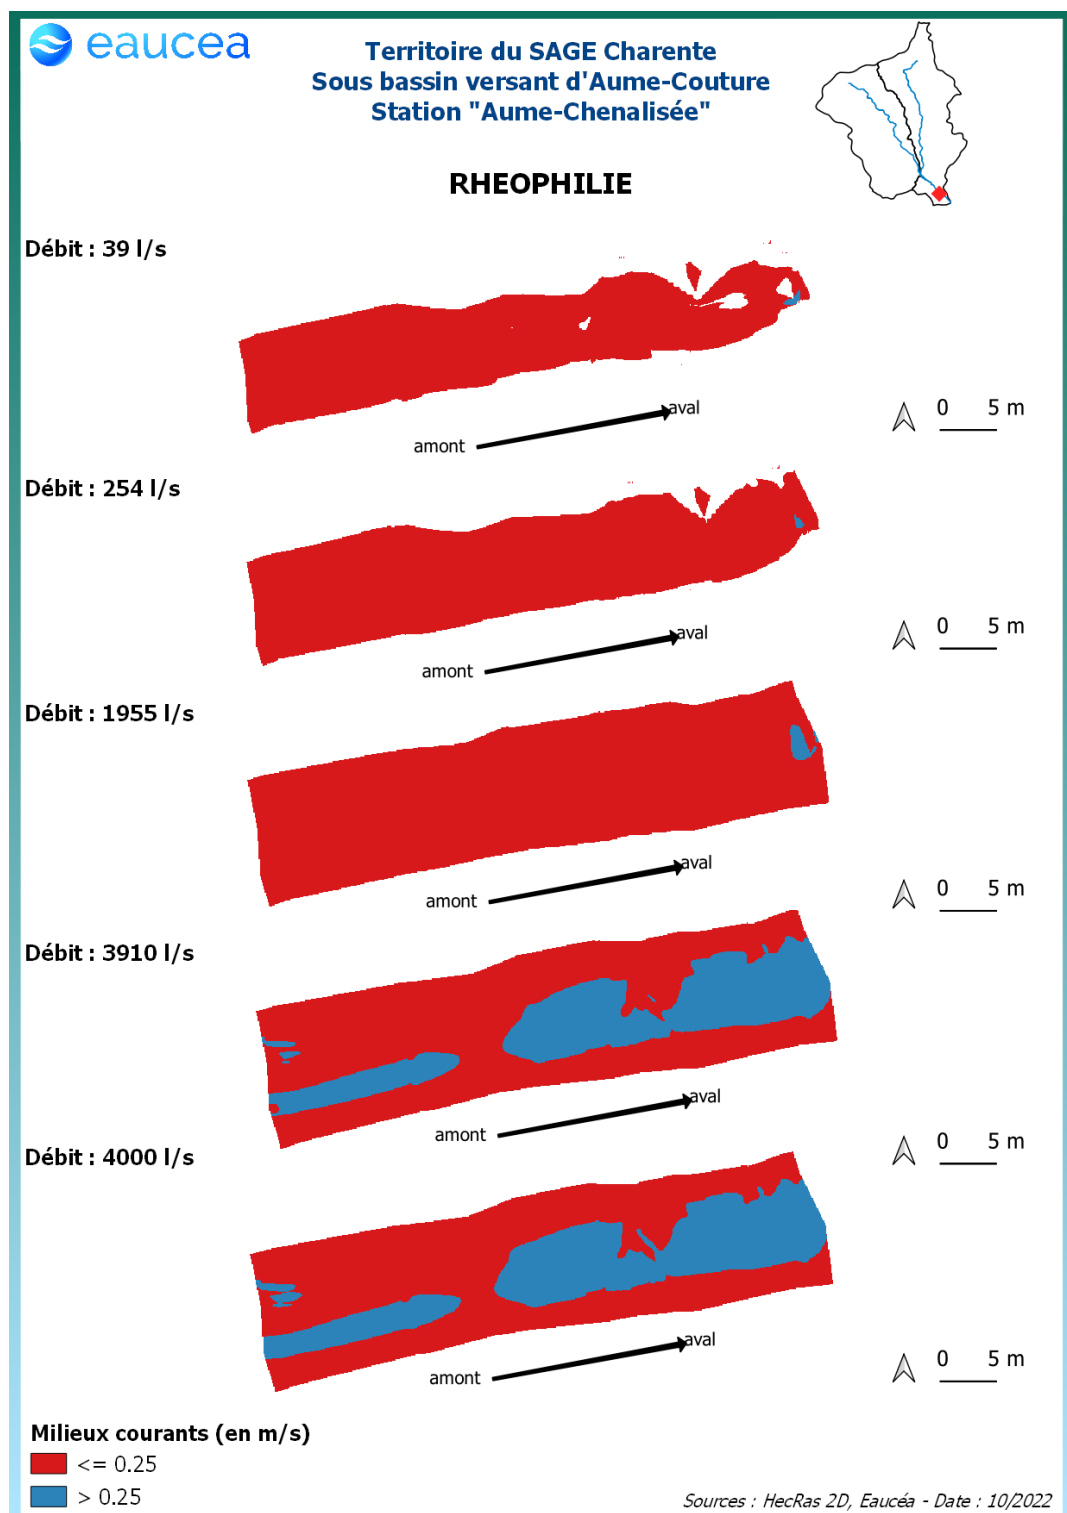 eaucea
Territoire du SAGE Charente
Sous bassin versant d'Aume-Couture
Station "Aume-Chenalisée"
RHEOPHILIE
Débit : 39 l/s
amont
aval
0 5 m
Débit : 254 l/s
amont
aval
0 5 m
Débit : 1955 l/s
amont
aval
0 5 m
Débit : 3910 l/s
amont
aval
0 5 m
Débit : 4000 l/s
amont
aval
0 5 m
Milieux courants (en m/s)
<= 0.25
> 0.25
Sources : HecRas 2D, Eaucéa - Date : 10/2022